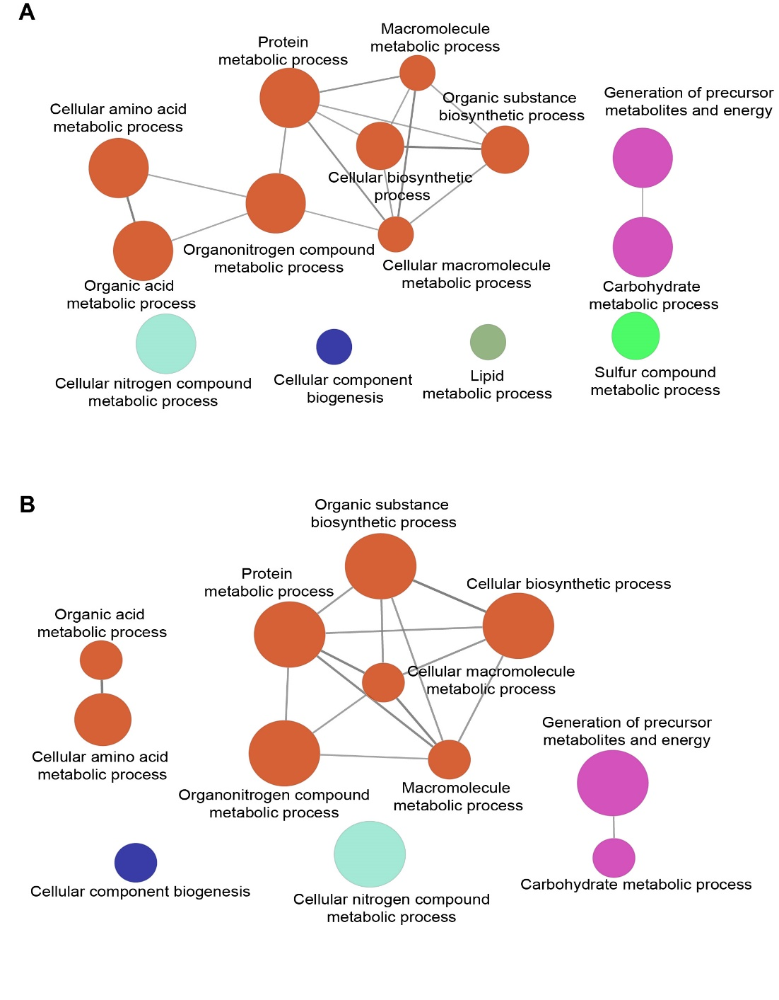 A
Protein
metabolic process
Macromolecule
metabolic process
Organic substance
biosynthetic process
Generation of precursor
metabolites and energy
Cellular amino acid
metabolic process
Cellular biosynthetic
process
Organonitrogen compound
metabolic process
Cellular macromolecule
metabolic process
Organic acid
metabolic process
Carbohydrate
metabolic process
Cellular nitrogen compound
metabolic process
Cellular component
biogenesis
Lipid
metabolic process
Sulfur compound
metabolic process
B
Organic substance
biosynthetic process
Protein
metabolic process
Cellular biosynthetic process
Organic acid
metabolic process
Cellular macromolecule
metabolic process
Generation of precursor
metabolites and energy
Cellular amino acid
metabolic process
Organonitrogen compound
metabolic process
Macromolecule
metabolic process
Cellular component biogenesis
Cellular nitrogen compound
metabolic process
Carbohydrate metabolic process